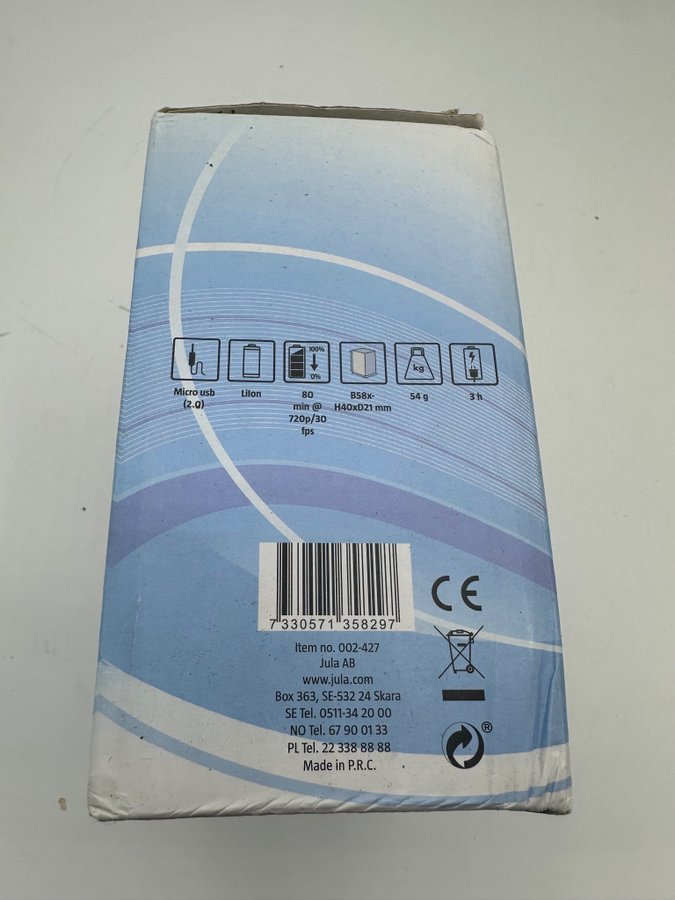 100%
0%
kg
Micro usb
(2.0)
LiIon
80
min @
720p/30
fps
B58x-
H40xD21 mm
54 g
3 h
7 330571 358297
CE
Item no. 002-427
Jula AB
www.jula.com
Box 363, SE-532 24 Skara
SE Tel. 0511-34 20 00
NO Tel. 67 90 01 33
PL Tel. 22 338 88 88
Made in P.R.C.
®